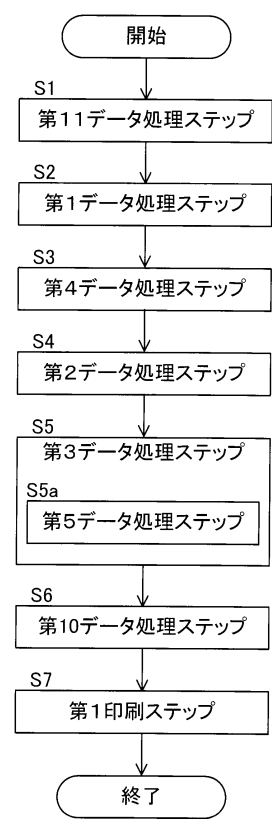 開始
S1
第11データ処理ステップ
S2
第1データ処理ステップ
S3
第4データ処理ステップ
S4
第2データ処理ステップ
S5
第3データ処理ステップ
S5a
第5データ処理ステップ
S6
第10データ処理ステップ
S7
第1印刷ステップ
終了